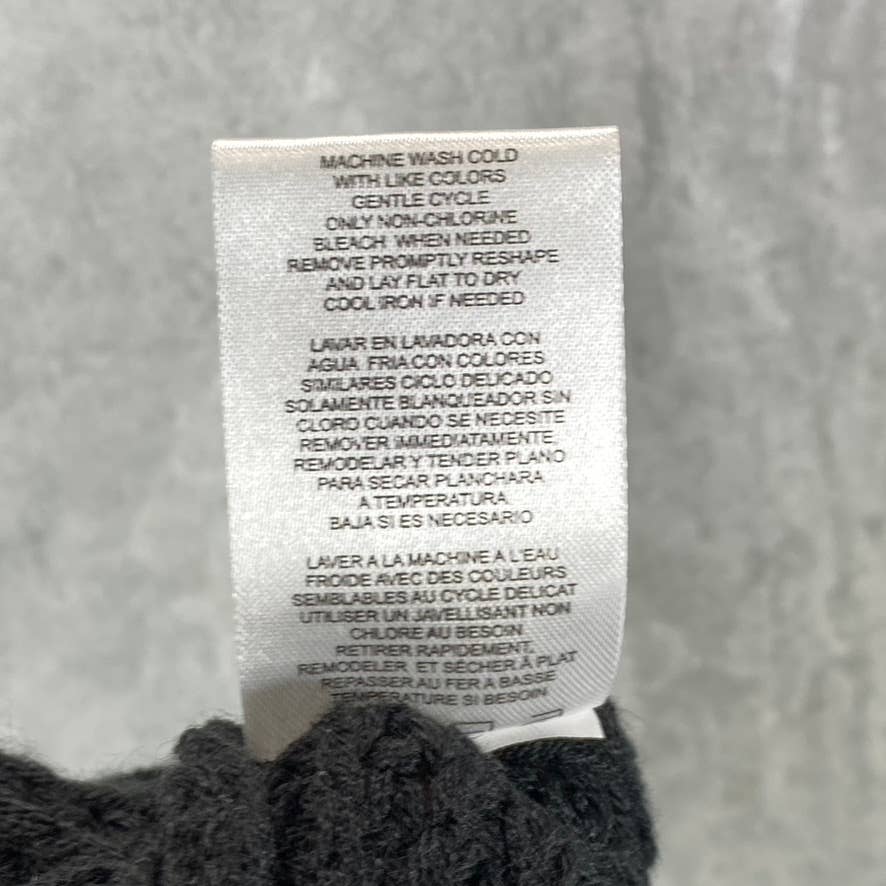 MACHINE WASH COLD
WITH LIKE COLORS
GENTLE CYCLE
ONLY NON-CHLORINE
BLEACH WHEN NEEDED
REMOVE PROMPTLY RESHAPE
AND LAY FLAT TO DRY
COOL IRON IF NEEDED
LAVAR EN LAVADORA CON
AGUA FRIA CON COLORES
SIMILARES CICLO DELICADO
SOLAMENTE BLANQUEADOR SIN
CLORO CUANDO SE NECESITE
REMOVER IMMEDIATAMENTE
REMODELAR Y TENDER PLANO
PARA SECAR PLANCHARA
A TEMPERATURA
BAJA SI ES NECESARIO
LAVER A LA MACHINE A L'EAU
FROIDE AVEC DES COULEURS
SEMBLABLES AU CYCLE DELICAT
UTILISER UN JAVELLISANT NON
CHLORE AU BESOIN
RETIRER RAPIDEMENT,
REMODELER ET SÉCHER À PLAT
REPASSER AU FER A BASSE
TEMPERATURE SI BESOIN